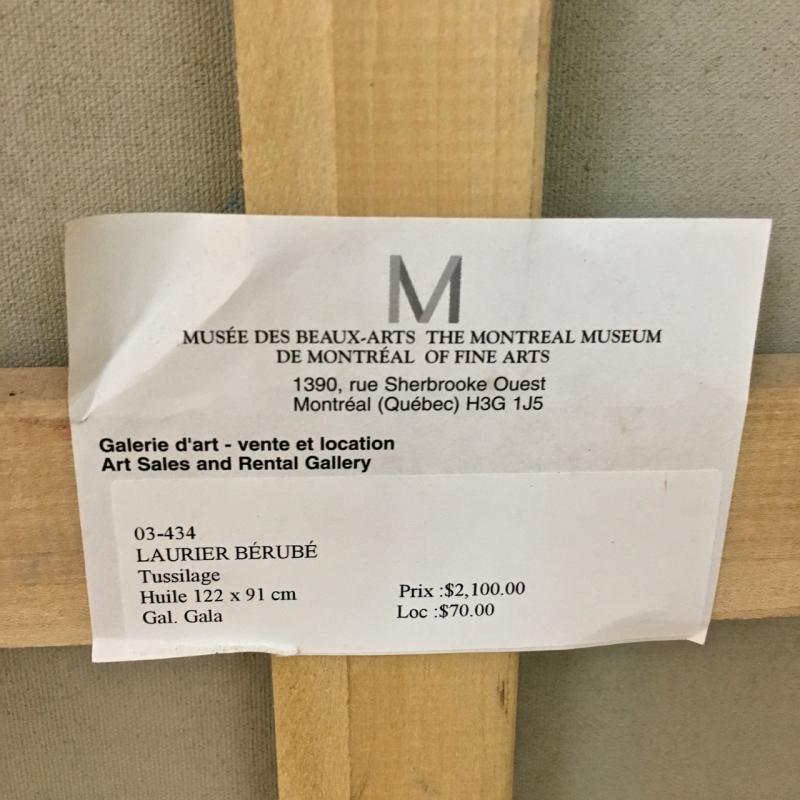 M
MUSÉE DES BEAUX-ARTS THE MONTREAL MUSEUM
DE MONTRÉAL OF FINE ARTS
1390, rue Sherbrooke Ouest
Montréal (Québec) H3G 1J5
Galerie d'art - vente et location
Art Sales and Rental Gallery
03-434
LAURIER BÉRUBÉ
Tussilage
Huile 122 x 91 cm
Gal. Gala
Prix :$2,100.00
Loc :$70.00